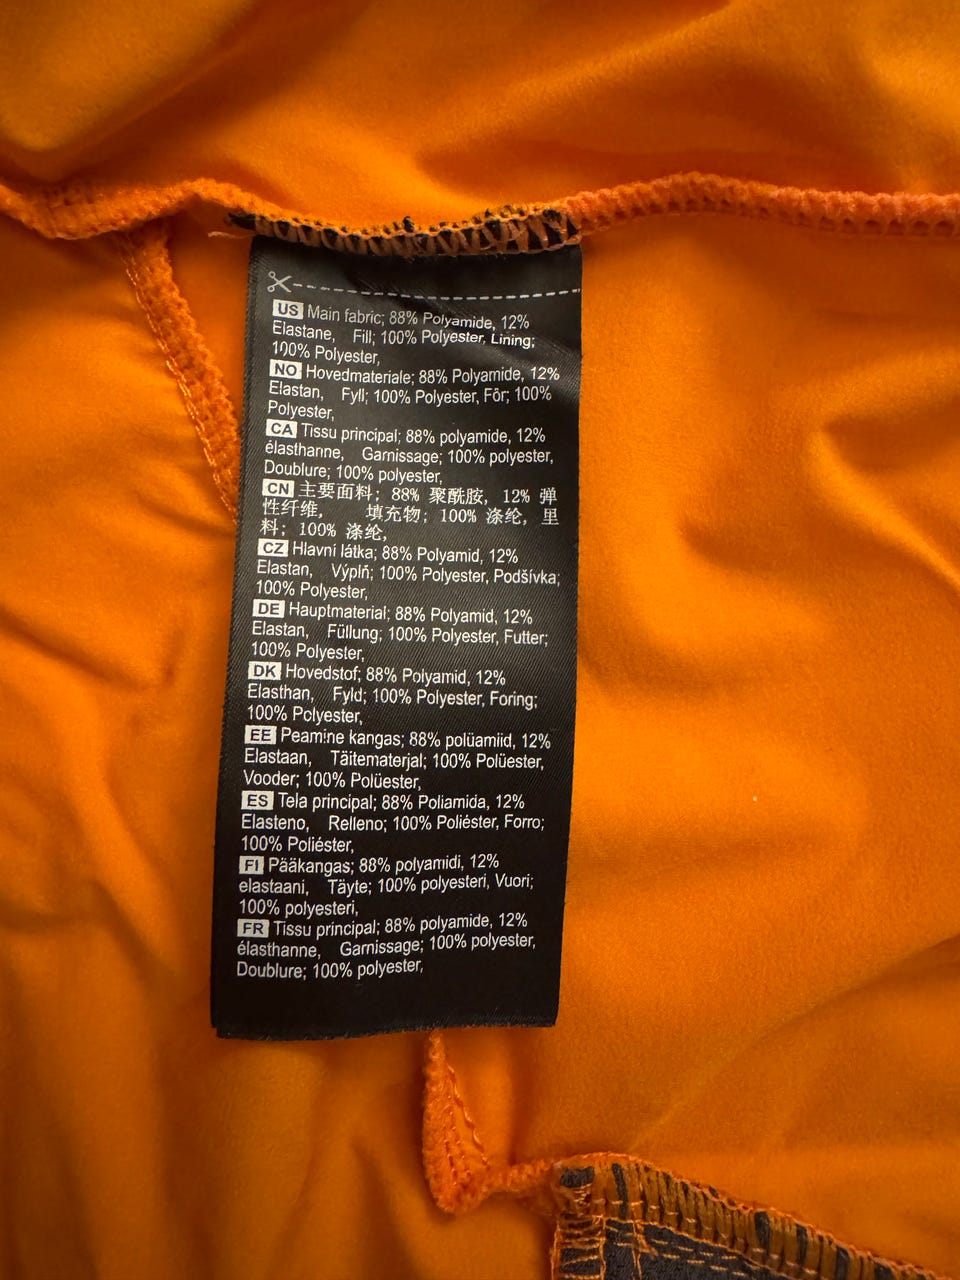 US Main fabric; 88% Polyamide, 12%
Elastane, Fill; 100% Polyester, Lining;
100% Polyester,
NO Hovedmateriale; 88% Polyamide, 12%
Elastan, Fyll; 100% Polyester, Fôr; 100%
Polyester,
CA Tissu principal; 88% polyamide, 12%
élasthanne, Garnissage; 100% polyester,
Doublure; 100% polyester,
CN 主要面料; 88% 聚酰胺, 12% 弹
性纤维, 填充物; 100% 涤纶, 里
料; 100% 涤纶,
CZ Hlavní látka; 88% Polyamid, 12%
Elastan, Výplň; 100% Polyester, Podšívka;
100% Polyester,
DE Hauptmaterial; 88% Polyamid, 12%
Elastan, Füllung; 100% Polyester, Futter;
100% Polyester,
DK Hovedstof; 88% Polyamid, 12%
Elasthan, Fyld; 100% Polyester, Foring;
100% Polyester,
EE Peamine kangas; 88% polüamiid, 12%
Elastaan, Täitematerjal; 100% Polüester,
Vooder; 100% Polüester,
ES Tela principal; 88% Poliamida, 12%
Elasteno, Relleno; 100% Poliéster, Forro;
100% Poliéster,
FI Pääkangas; 88% polyamidi, 12%
elastaani, Täyte; 100% polyesteri, Vuori;
100% polyesteri,
FR Tissu principal; 88% polyamide, 12%
élasthanne, Garnissage; 100% polyester,
Doublure; 100% polyester,